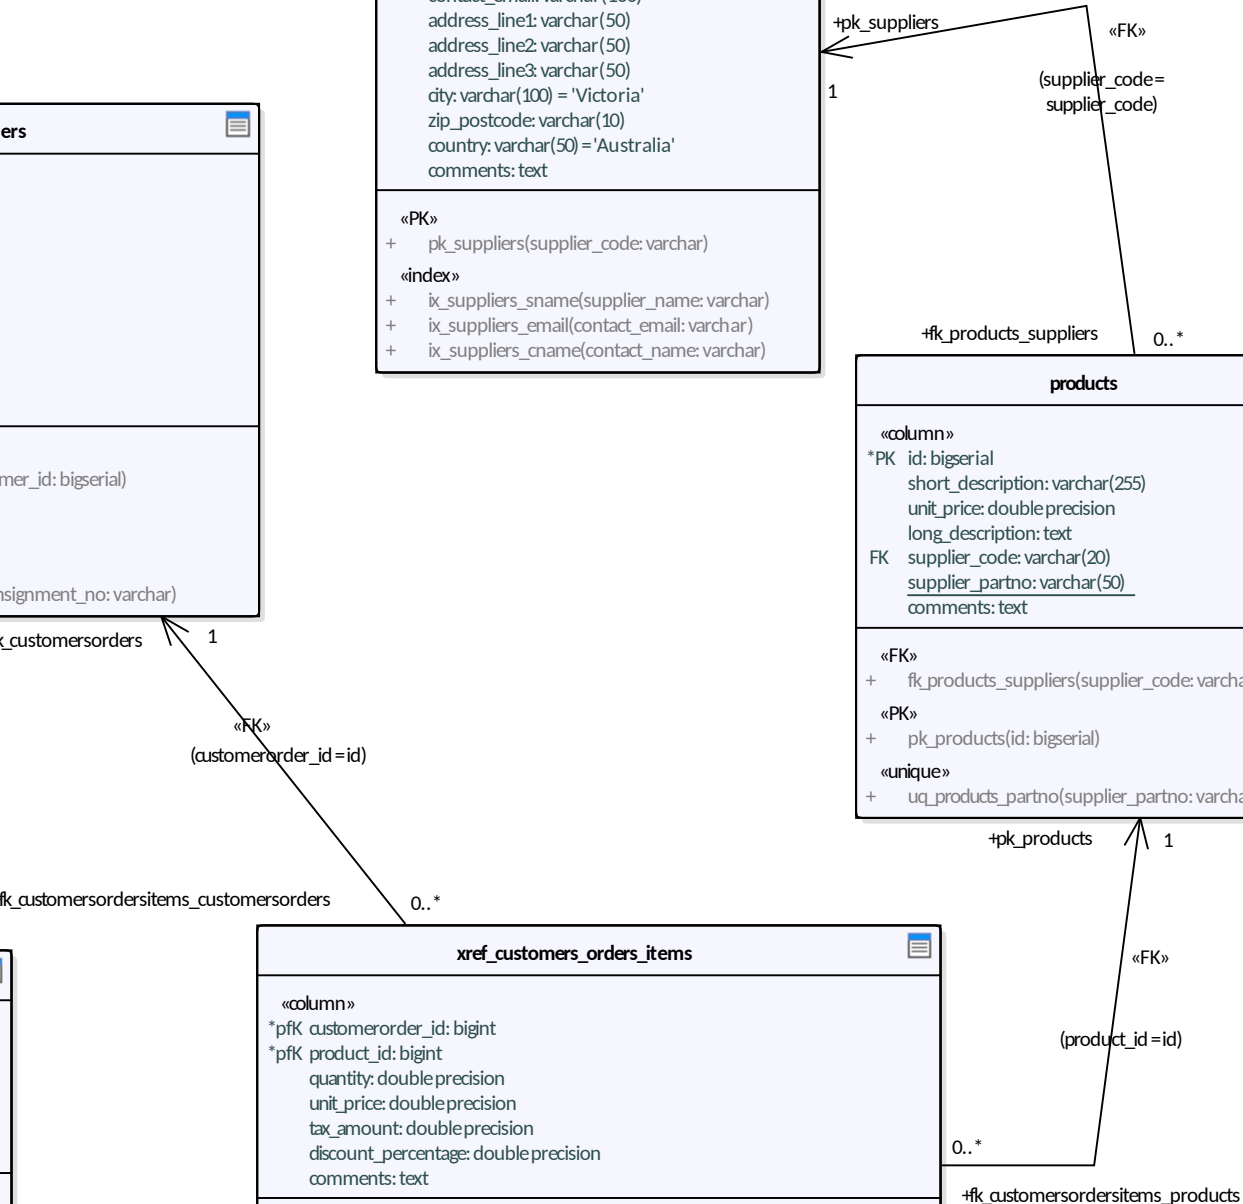 address_line1: varchar(50)
address_line2: varchar(50)
address_line3: varchar(50)
city: varchar(100) = 'Victoria'
zip_postcode: varchar(10)
country: varchar(50) = 'Australia'
comments: text
«PK»
+ pk_suppliers(supplier_code: varchar)
«index»
+ ix_suppliers_sname(supplier_name: varchar)
+ ix_suppliers_email(contact_email: varchar)
+ ix_suppliers_cname(contact_name: varchar)
+pk_suppliers
1
«FK»
(supplier_code =
supplier_code)
+fk_products_suppliers
0..*
ers
mer_id: bigserial)
nsignment_no: varchar)
k_customersorders
1
«FK»
(customerorder_id = id)
fk_customersordersitems_customersorders
0..*
products
«column»
*PK id: bigserial
short_description: varchar(255)
unit_price: double precision
long_description: text
FK supplier_code: varchar(20)
supplier_partno: varchar(50)
comments: text
«FK»
+ fk_products_suppliers(supplier_code: varcha
«PK»
+ pk_products(id: bigserial)
«unique»
+ uq_products_partno(supplier_partno: varcha
+pk_products
1
«FK»
(product_id = id)
0..*
+fk_customersordersitems_products
xref_customers_orders_items
«column»
*pfK customerorder_id: bigint
*pfK product_id: bigint
quantity: double precision
unit_price: double precision
tax_amount: double precision
discount_percentage: double precision
comments: text